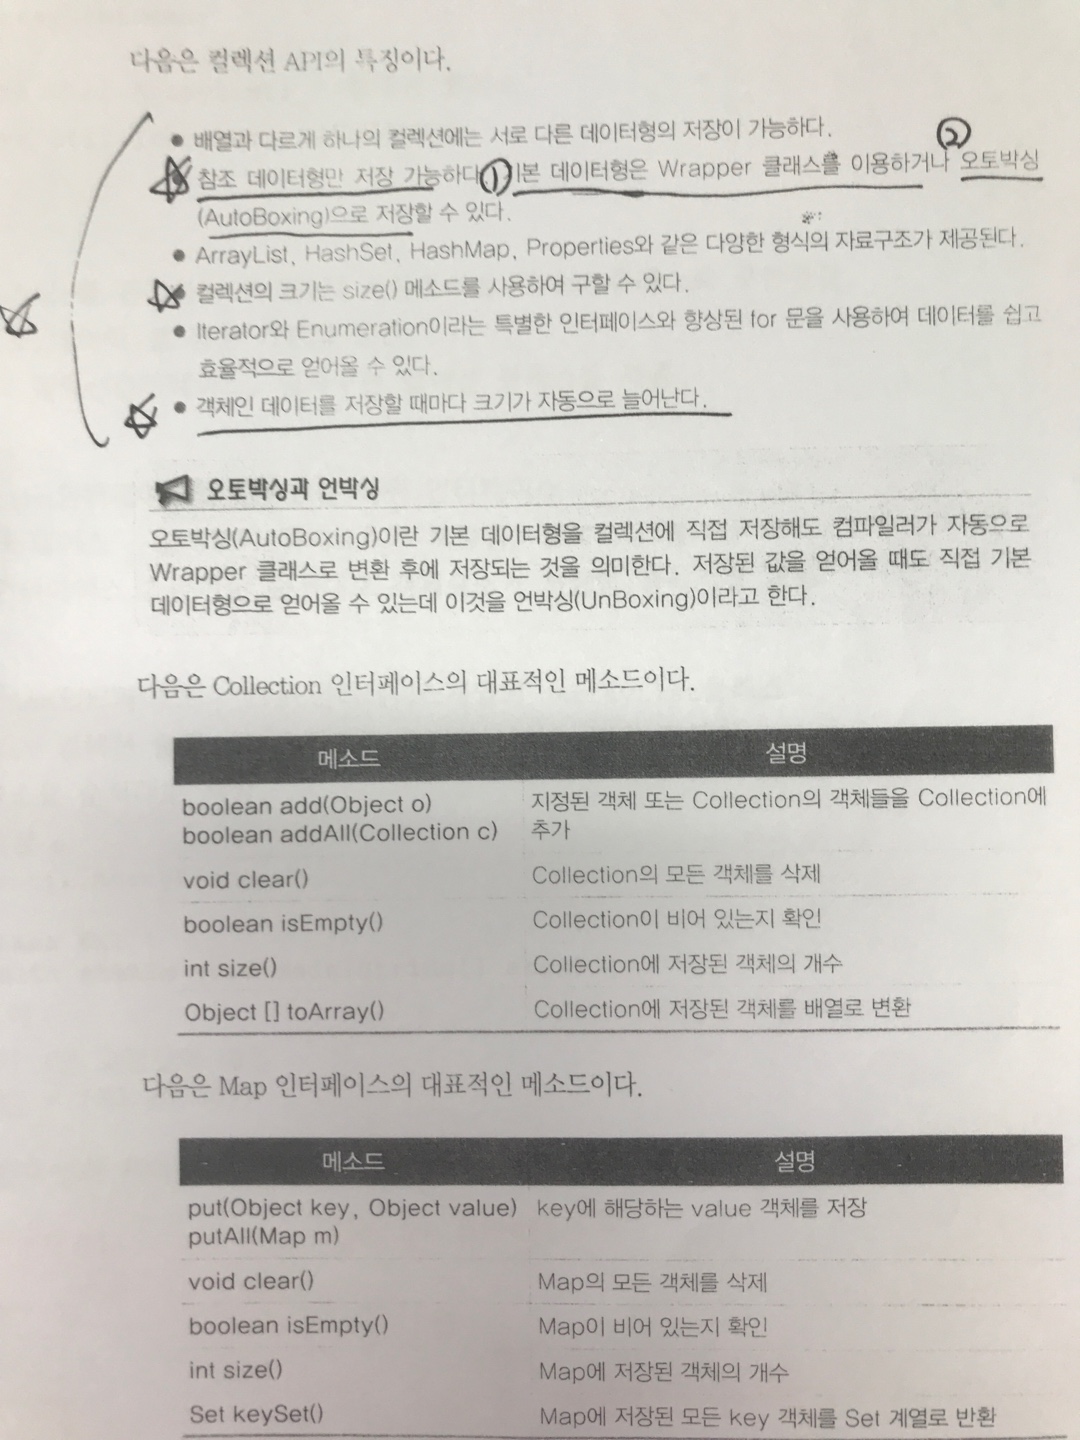 다음은 컬렉션 API의 특징이다.
● 배열과 다르게 하나의 컬렉션에는 서로 다른 데이터형의 저장이 가능하다.
②
● 참조 데이터형만 저장 가능하다 ① 기본 데이터형은 Wrapper 클래스를 이용하거나 오토박싱
(AutoBoxing)으로 저장할 수 있다.
● ArrayList, HashSet, HashMap, Properties와 같은 다양한 형식의 자료구조가 제공된다.
● 컬렉션의 크기는 size() 메소드를 사용하여 구할 수 있다.
● Iterator와 Enumeration이라는 특별한 인터페이스와 향상된 for 문을 사용하여 데이터를 쉽고
효율적으로 얻어올 수 있다.
● 객체인 데이터를 저장할 때마다 크기가 자동으로 늘어난다.
오토박싱과 언박싱
오토박싱(AutoBoxing)이란 기본 데이터형을 컬렉션에 직접 저장해도 컴파일러가 자동으로
Wrapper 클래스로 변환 후에 저장되는 것을 의미한다. 저장된 값을 얻어올 때도 직접 기본
데이터형으로 얻어올 수 있는데 이것을 언박싱(UnBoxing)이라고 한다.
다음은 Collection 인터페이스의 대표적인 메소드이다.
메소드 설명
boolean add(Object o) 지정된 객체 또는 Collection의 객체들을 Collection에
boolean addAll(Collection c) 추가
void clear() Collection의 모든 객체를 삭제
boolean isEmpty() Collection이 비어 있는지 확인
int size() Collection에 저장된 객체의 개수
Object [] toArray() Collection에 저장된 객체를 배열로 변환
다음은 Map 인터페이스의 대표적인 메소드이다.
메소드 설명
put(Object key, Object value) key에 해당하는 value 객체를 저장
putAll(Map m)
void clear() Map의 모든 객체를 삭제
boolean isEmpty() Map이 비어 있는지 확인
int size() Map에 저장된 객체의 개수
Set keySet() Map에 저장된 모든 key 객체를 Set 계열로 반환